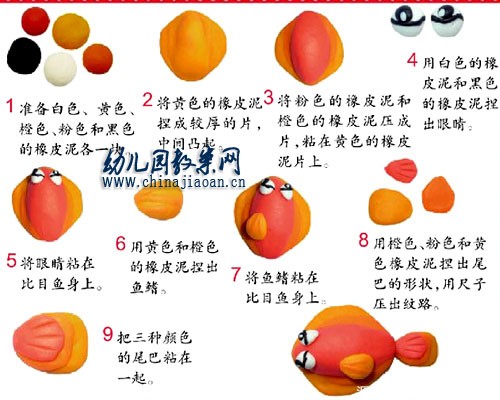 1 准备白色、黄色、
橙色、粉色和黑色
的橡皮泥各一块。
2 将黄色的橡皮泥
捏成较厚的片，
中间凸起。
3 将粉色的橡皮泥和
橙色的橡皮泥压成
片，粘在黄色的橡皮
泥片上。
4 用白色的橡
皮泥和黑色
的橡皮泥捏
出眼睛。
幼儿园教案网
www.chinajiaoan.cn
5 将眼睛粘在
比目鱼身上。
6 用黄色和橙色
的橡皮泥捏出
鱼鳍。
7 将鱼鳍粘在
比目鱼身上。
8 用橙色、粉色和黄
色橡皮泥捏出尾
巴的形状，用尺子
压出纹路。
9 把三种颜色
的尾巴粘在
一起。